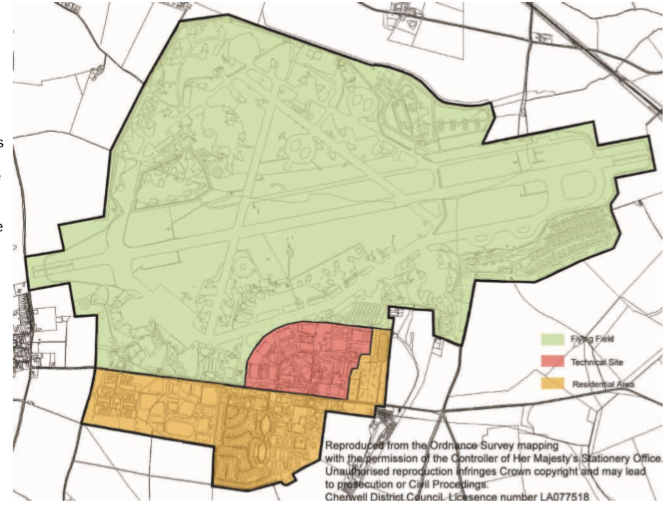 Flying Field
Technical Site
Residential Area
Reproduced from the Ordnance Survey mapping
with the permission of the Controller of Her Majesty's Stationery Office.
Unauthorised reproduction infringes Crown copyright and may lead
to prosecution or Civil Procedings.
Cherwell District Council. Licesence number LA077518